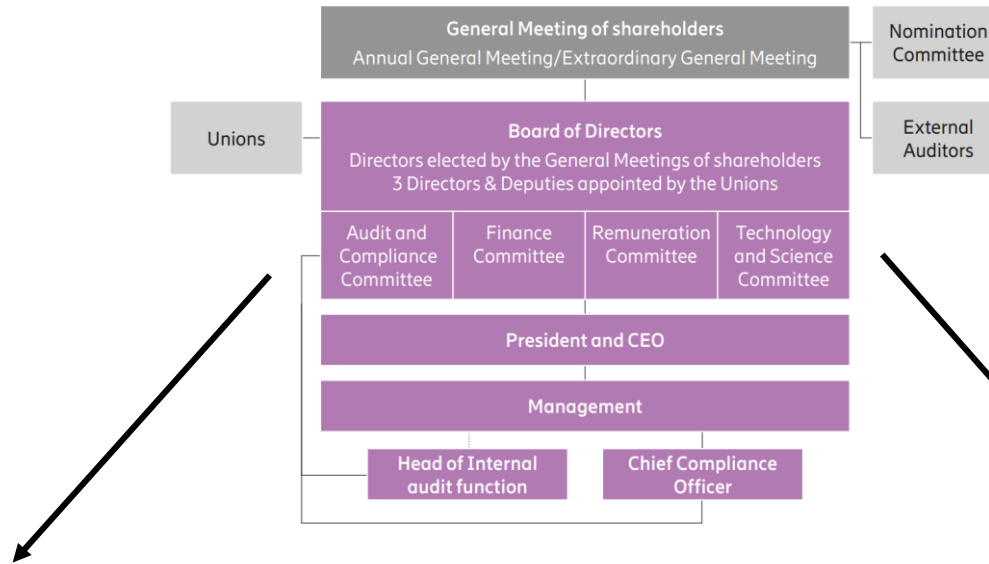 General Meeting of shareholders
Annual General Meeting/Extraordinary General Meeting
Nomination
Committee
Unions
Board of Directors
Directors elected by the General Meetings of shareholders
3 Directors & Deputies appointed by the Unions
External
Auditors
Audit and
Compliance
Committee
Finance
Committee
Remuneration
Committee
Technology
and Science
Committee
President and CEO
Management
Head of Internal
audit function
Chief Compliance
Officer